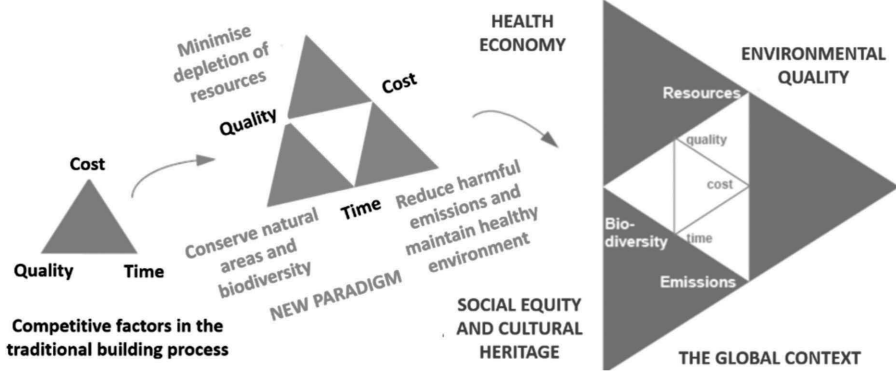 Cost
Quality
Time
Competitive factors in the
traditional building process
Minimise
depletion of
resources
Cost
Quality
Time
Conserve natural
areas and
biodiversity
Reduce harmful
emissions and
maintain healthy
environment
NEW PARADIGM
HEALTH
ECONOMY
ENVIRONMENTAL
QUALITY
Resources
quality
cost
Bio-
diversity
time
Emissions
SOCIAL EQUITY
AND CULTURAL
HERITAGE
THE GLOBAL CONTEXT